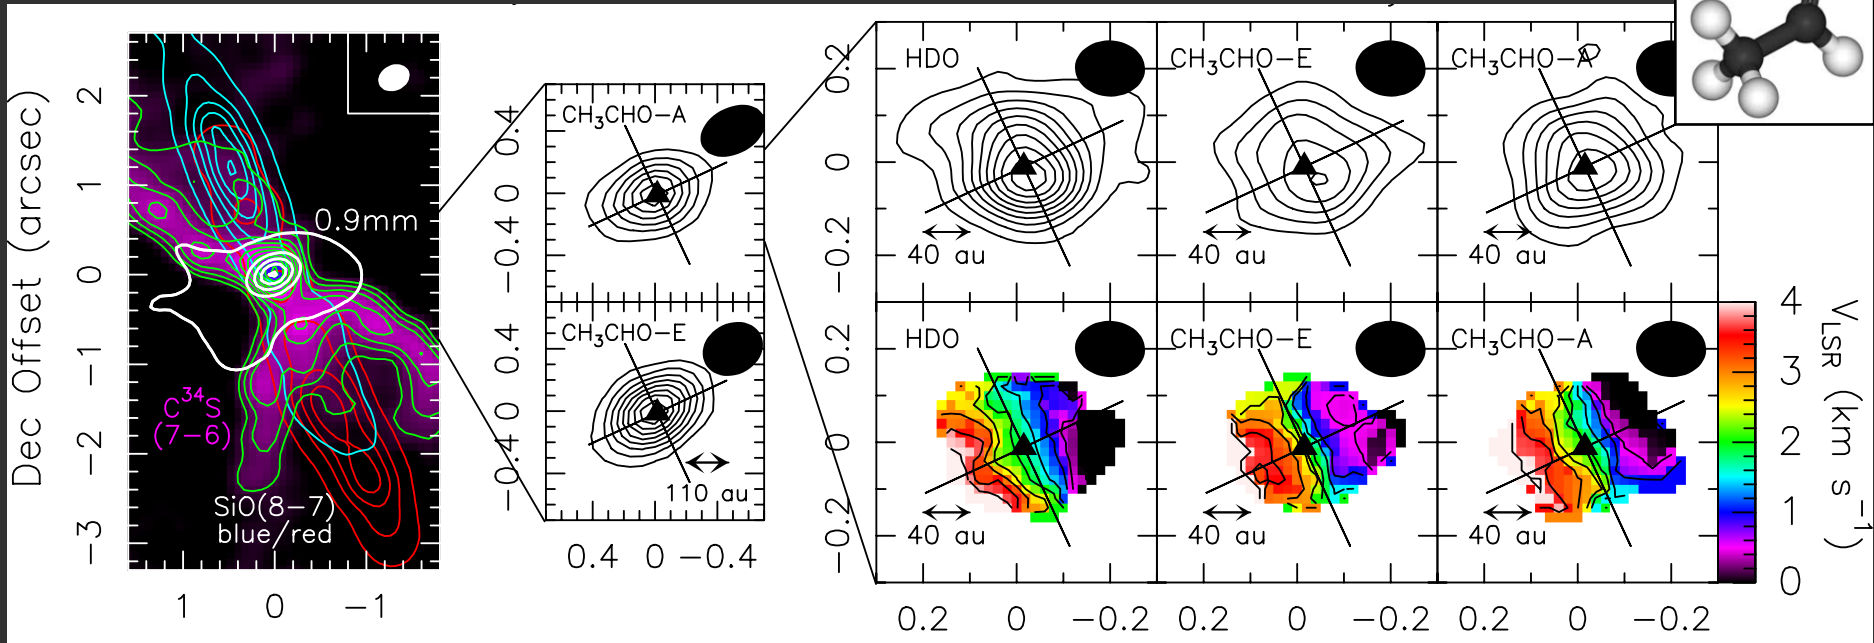 Dec Offset (arcsec)
2
1
0
−1
−2
−3
1
0
−1
0.9mm
C³⁴S
(7−6)
SiO(8−7)
blue/red
CH₃CHO−A
0.4
0
−0.4
CH₃CHO−E
0.4
0
−0.4
110 au
0.4 0 −0.4
HDO
CH₃CHO−E
CH₃CHO−A
0.2
0
−0.2
40 au
40 au
40 au
HDO
CH₃CHO−E
CH₃CHO−A
0.2
0
−0.2
40 au
40 au
40 au
0.2 0 −0.2
0.2 0 −0.2
0.2 0 −0.2
4
3
2
1
0
V_LSR (km s⁻¹)